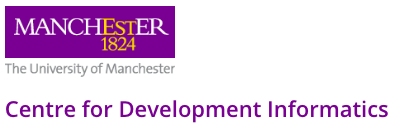 MANCHESTER
1824
The University of Manchester
Centre for Development Informatics